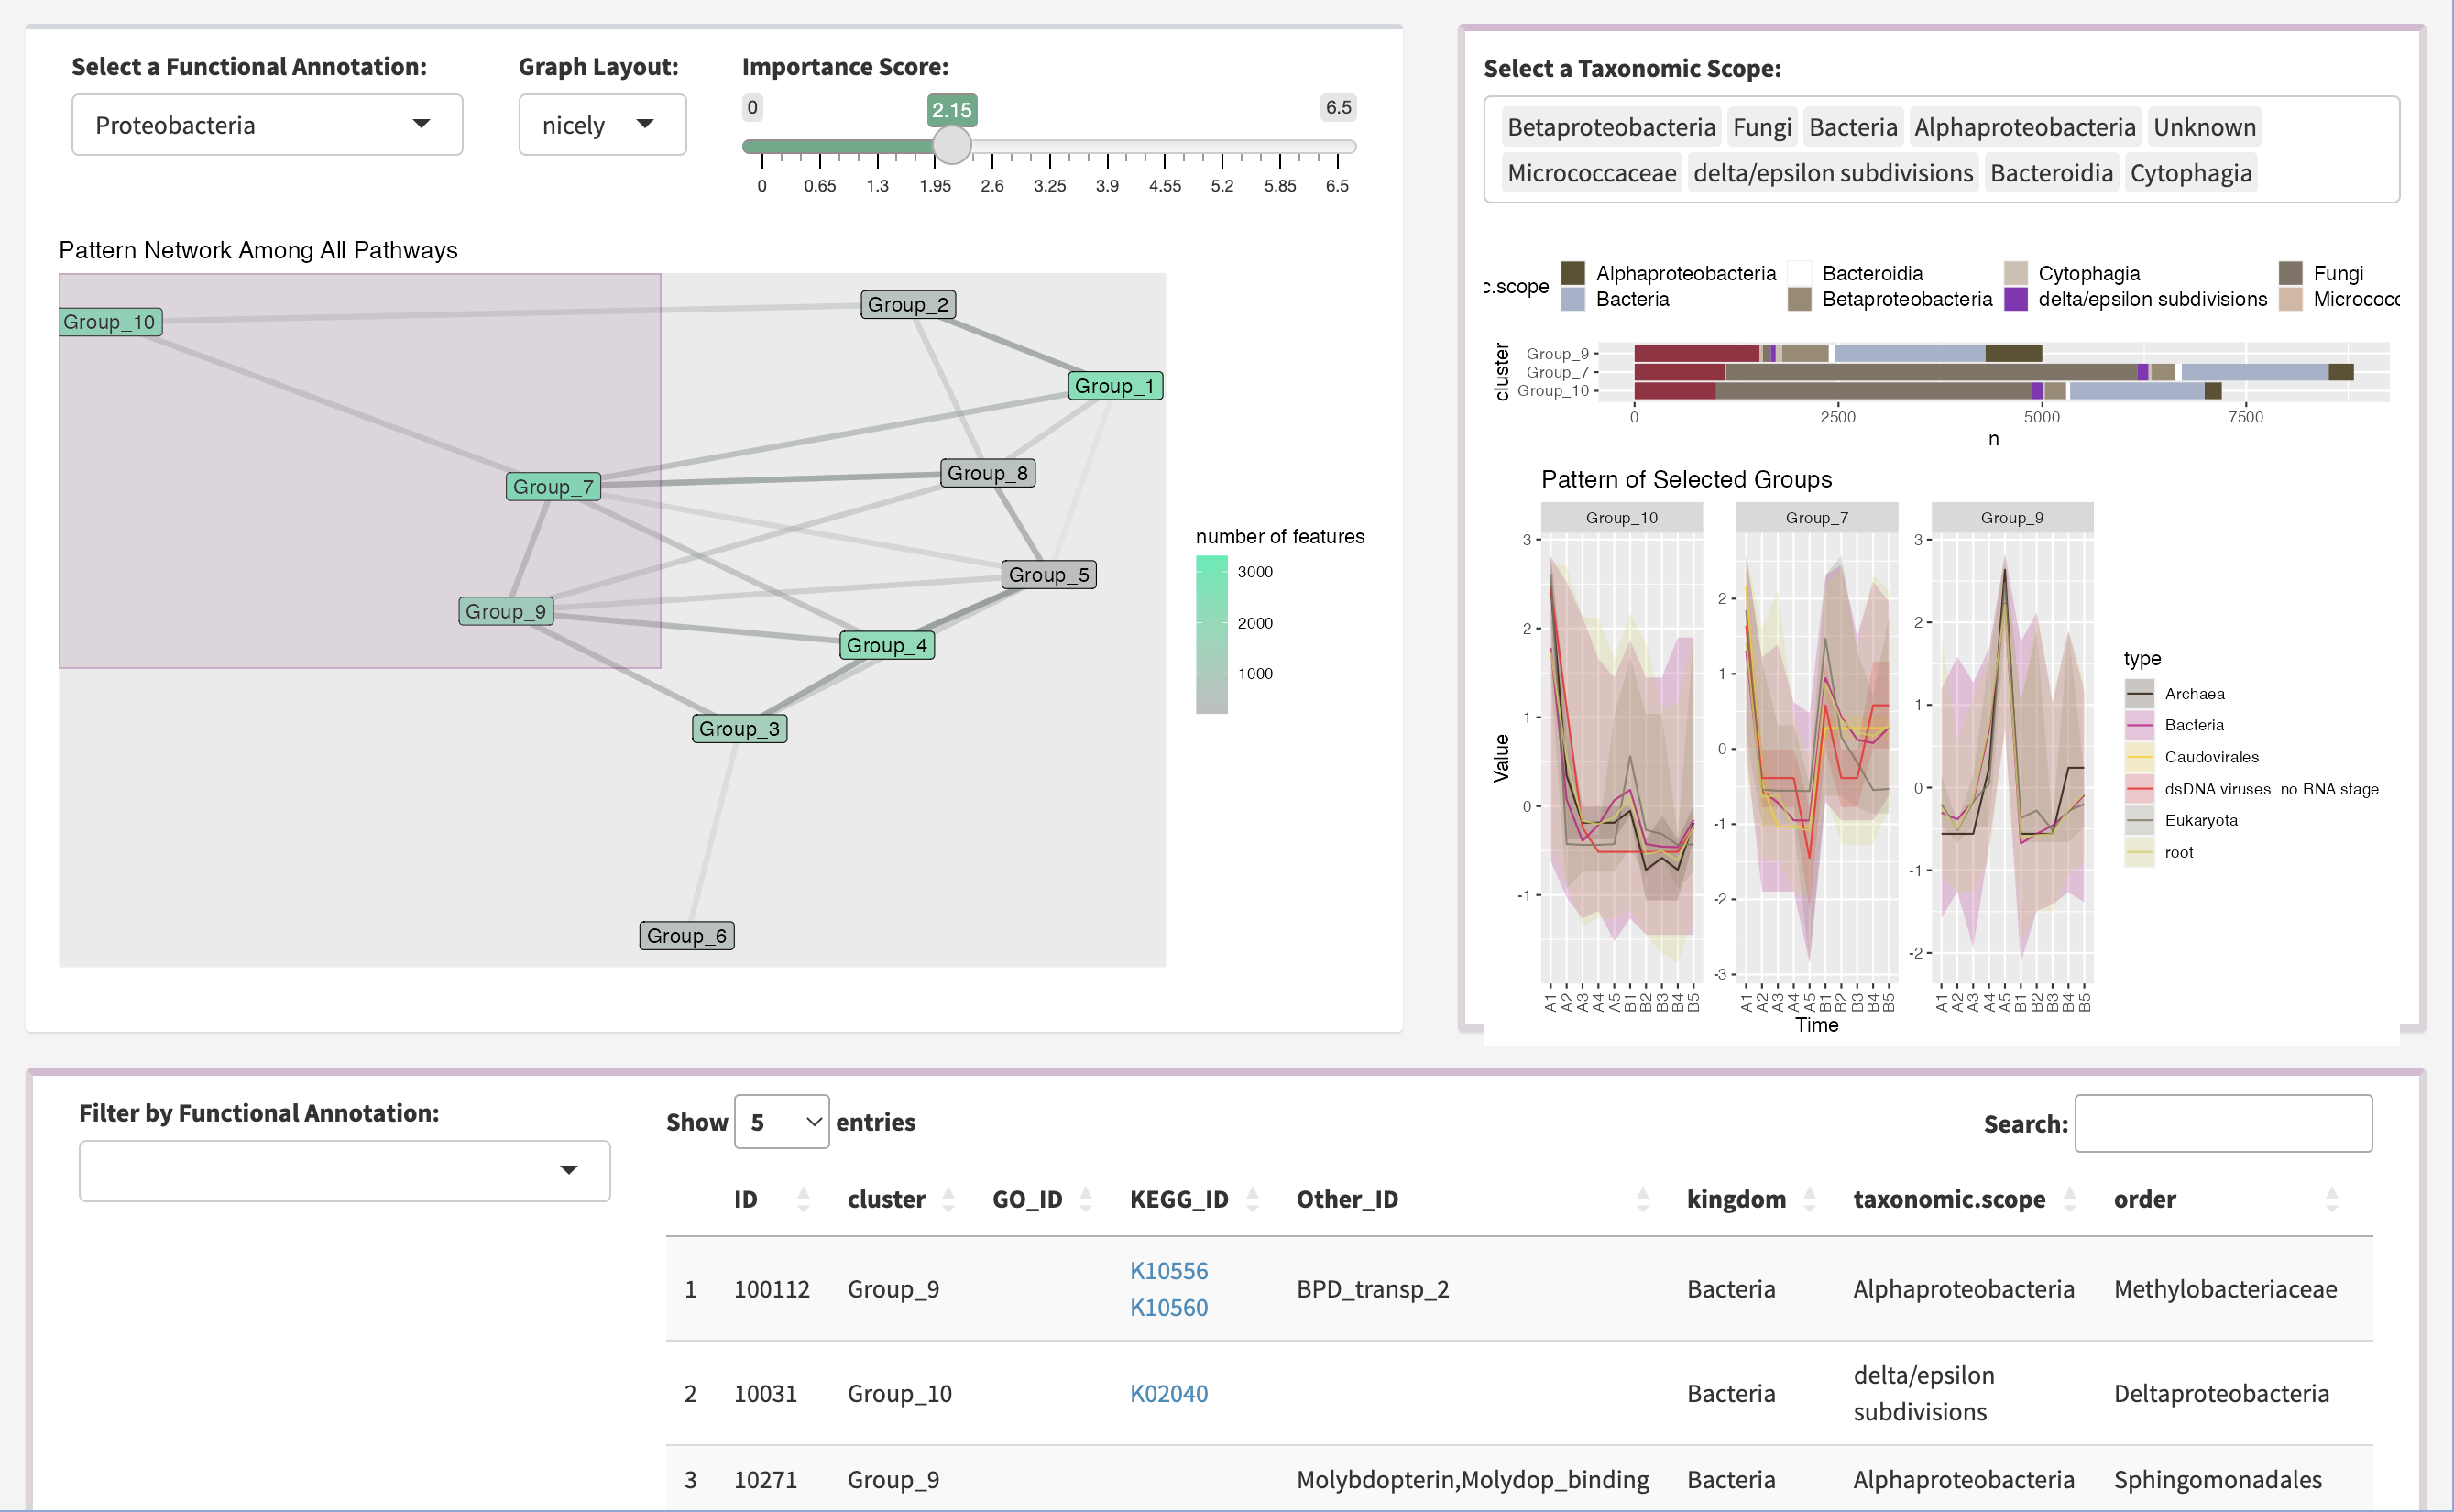 Select a Functional Annotation:
Proteobacteria
Graph Layout:
nicely
Importance Score:
0
2.15
6.5
0 0.65 1.3 1.95 2.6 3.25 3.9 4.55 5.2 5.85 6.5
Pattern Network Among All Pathways
Group_10
Group_2
Group_1
Group_7
Group_8
Group_5
Group_9
Group_4
Group_3
Group_6
number of features
3000
2000
1000
Select a Taxonomic Scope:
Betaproteobacteria Fungi Bacteria Alphaproteobacteria Unknown
Micrococcaceae delta/epsilon subdivisions Bacteroidia Cytophagia
c.scope
Alphaproteobacteria Bacteroidia Cytophagia Fungi
Bacteria Betaproteobacteria delta/epsilon subdivisions Micrococc
cluster
Group_9
Group_7
Group_10
0 2500 5000 7500
n
Pattern of Selected Groups
Group_10 Group_7 Group_9
Value
3
2
1
0
-1
2
1
0
-1
-2
-3
3
2
1
0
-1
-2
A1 A2 A3 A4 A5 B1 B2 B3 B4 B5
A1 A2 A3 A4 A5 B1 B2 B3 B4 B5
A1 A2 A3 A4 A5 B1 B2 B3 B4 B5
Time
type
Archaea
Bacteria
Caudovirales
dsDNA viruses no RNA stage
Eukaryota
root
Filter by Functional Annotation:
Show 5 entries
Search:
ID cluster GO_ID KEGG_ID Other_ID kingdom taxonomic.scope order
1 100112 Group_9 K10556 BPD_transp_2 Bacteria Alphaproteobacteria Methylobacteriaceae
K10560
2 10031 Group_10 K02040 Bacteria delta/epsilon Deltaproteobacteria
subdivisions
3 10271 Group_9 Molybdopterin,Molydop_binding Bacteria Alphaproteobacteria Sphingomonadales